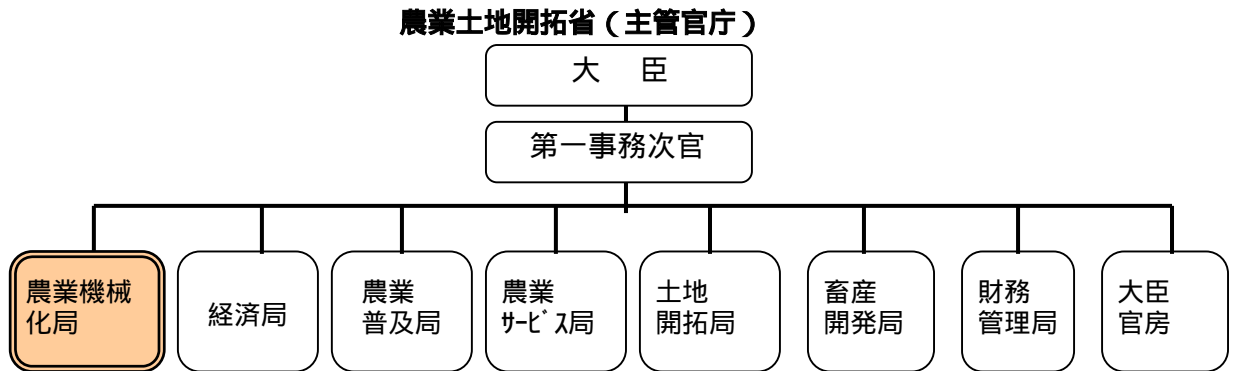 農業土地開拓省（主管官庁）
大　臣
第一事務次官
農業機械
化局
経済局
農業
普及局
農業
ｻｰﾋﾞｽ局
土地
開拓局
畜産
開発局
財務
管理局
大臣
官房